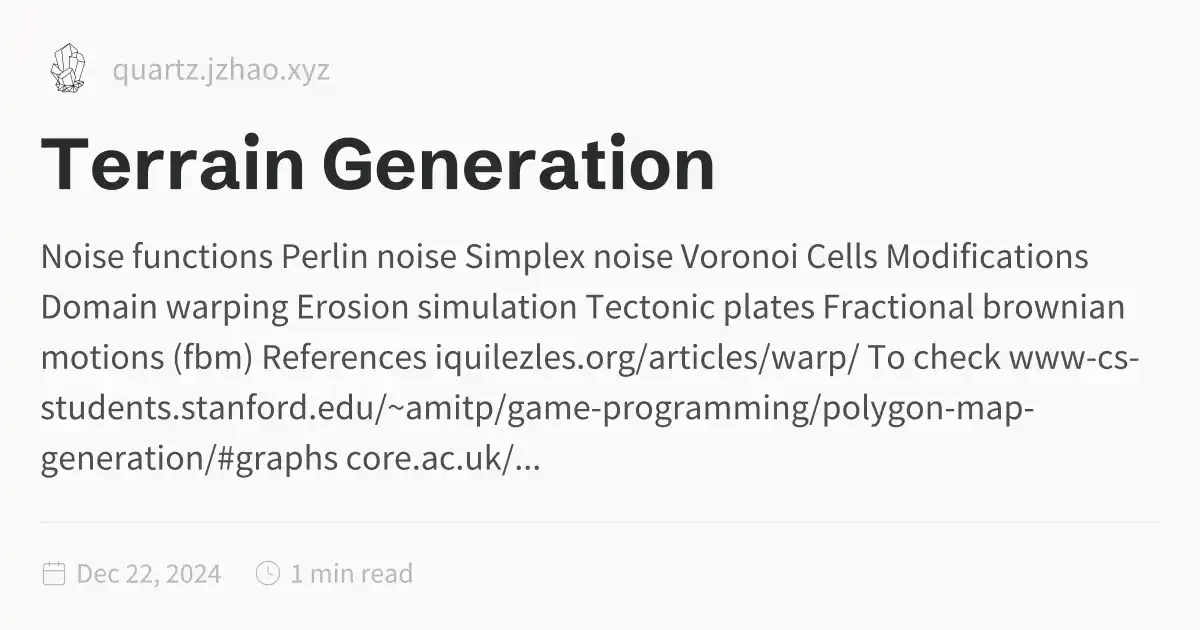 quartz.jzhao.xyz
Terrain Generation
Noise functions Perlin noise Simplex noise Voronoi Cells Modifications
Domain warping Erosion simulation Tectonic plates Fractional brownian
motions (fbm) References iquilezles.org/articles/warp/ To check www-cs-
students.stanford.edu/~amitp/game-programming/polygon-map-
generation/#graphs core.ac.uk/...
Dec 22, 2024 1 min read